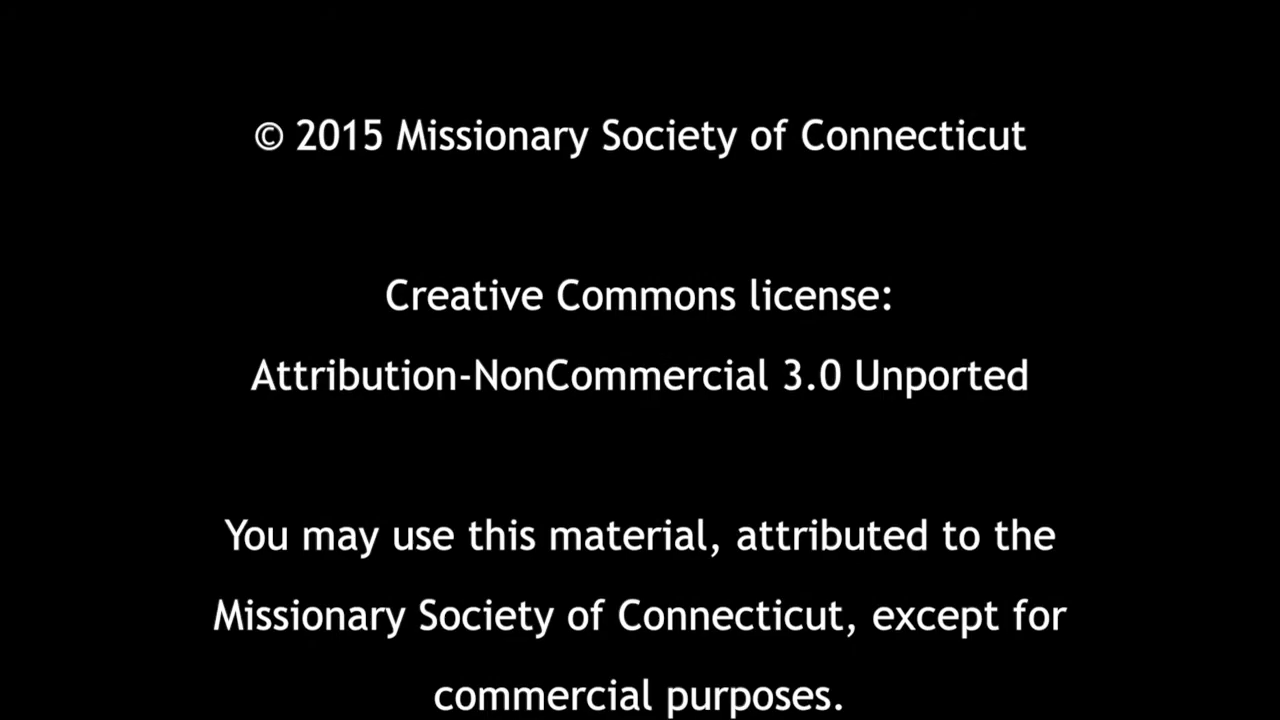 © 2015 Missionary Society of Connecticut
Creative Commons license:
Attribution-NonCommercial 3.0 Unported
You may use this material, attributed to the
Missionary Society of Connecticut, except for
commercial purposes.